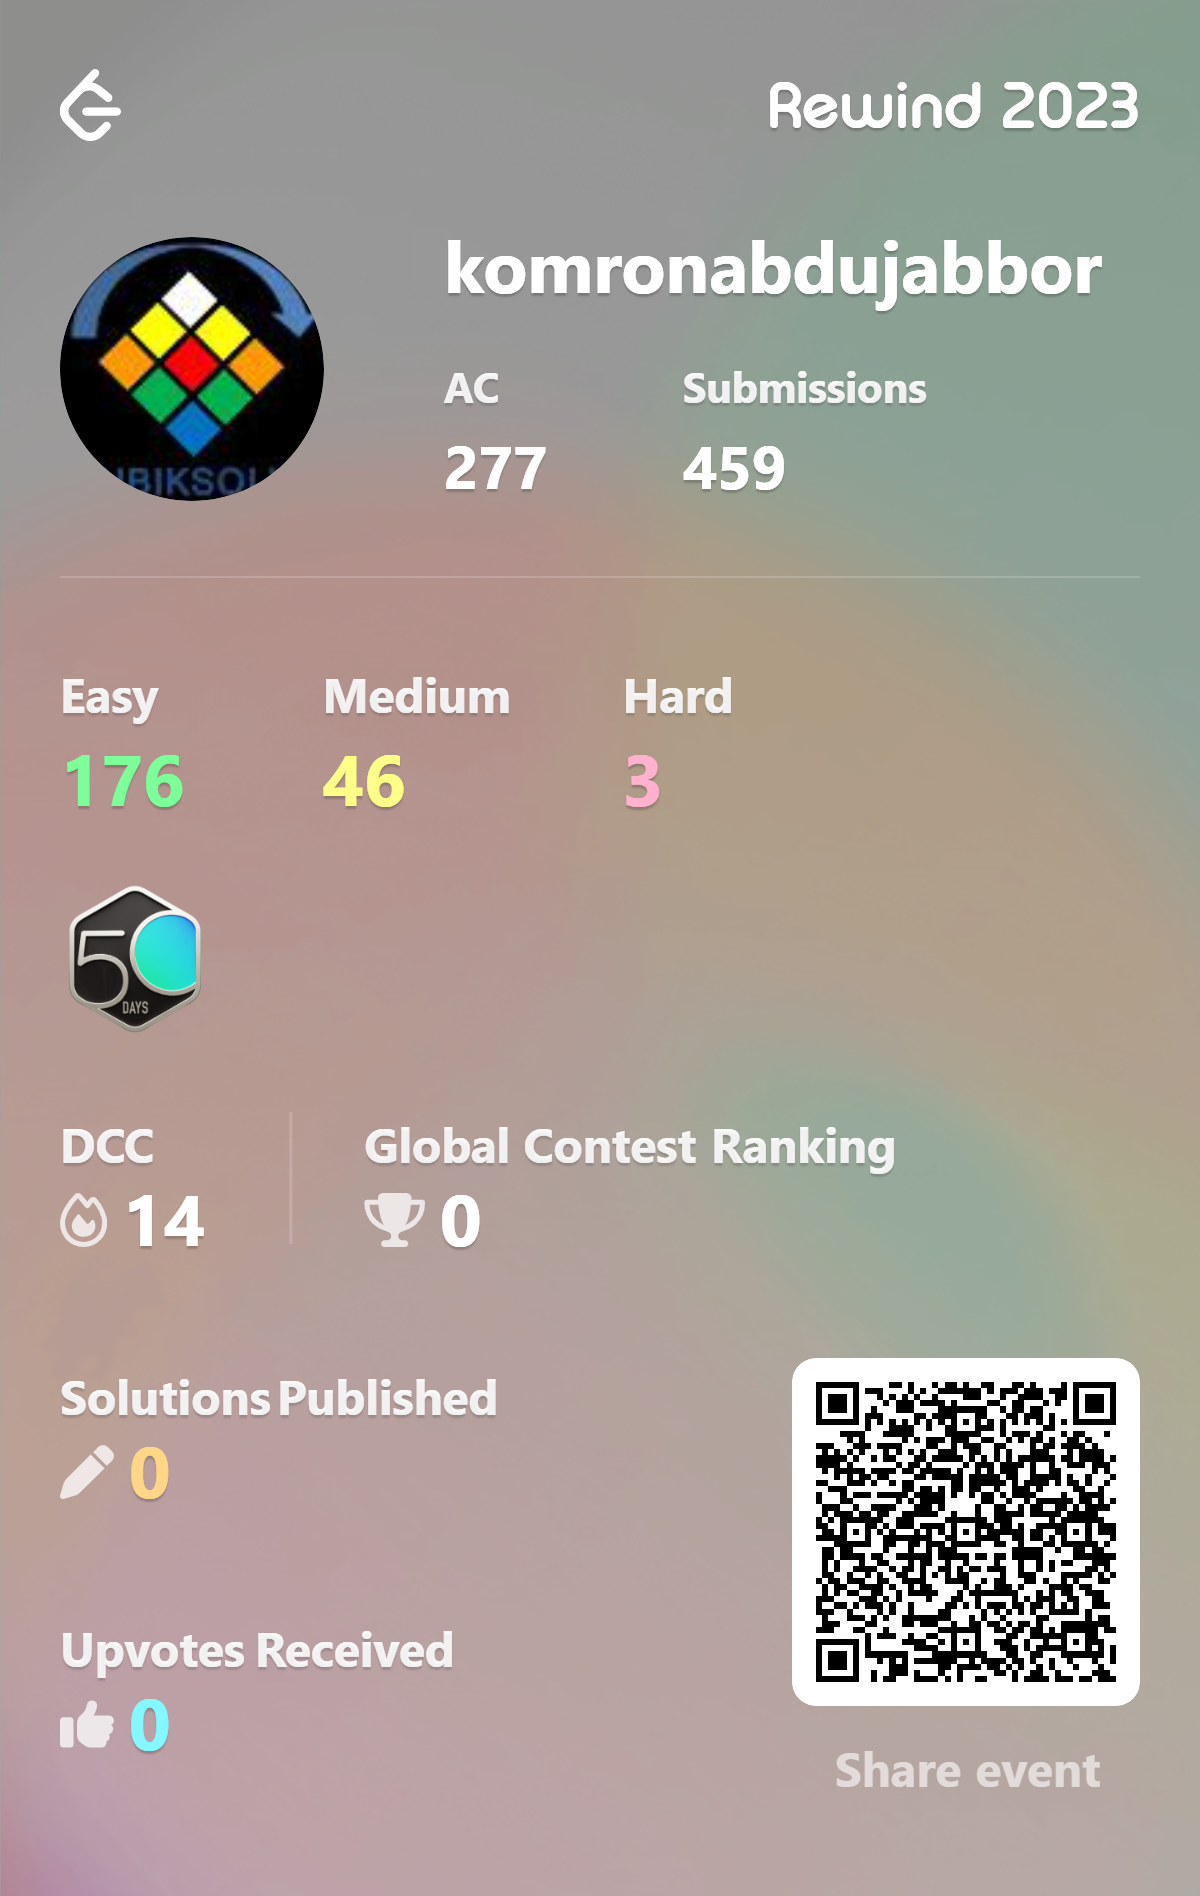 Rewind 2023
komronabdujabbor
AC Submissions
277 459
Easy Medium Hard
176 46 3
50
DAYS
DCC Global Contest Ranking
14 0
Solutions Published
0
Upvotes Received
0
Share event